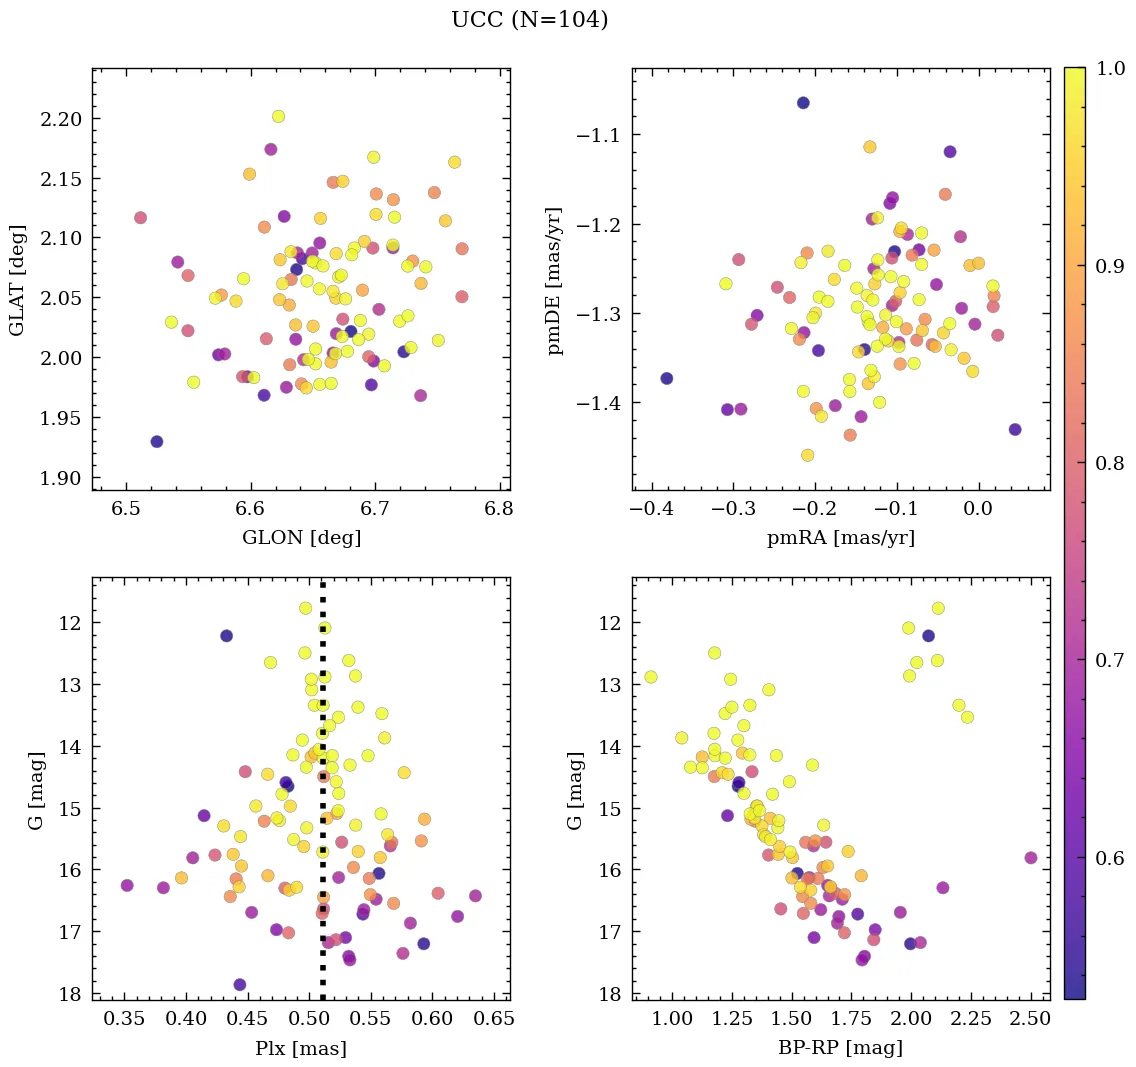 UCC (N=104)
2.20
2.15
2.10
2.05
2.00
1.95
1.90
GLAT [deg]
6.5 6.6 6.7 6.8
GLON [deg]
−1.1
−1.2
−1.3
−1.4
pmDE [mas/yr]
−0.4 −0.3 −0.2 −0.1 0.0
pmRA [mas/yr]
1.0
0.9
0.8
0.7
0.6
12
13
14
15
16
17
18
G [mag]
0.35 0.40 0.45 0.50 0.55 0.60 0.65
Plx [mas]
12
13
14
15
16
17
18
G [mag]
1.00 1.25 1.50 1.75 2.00 2.25 2.50
BP-RP [mag]